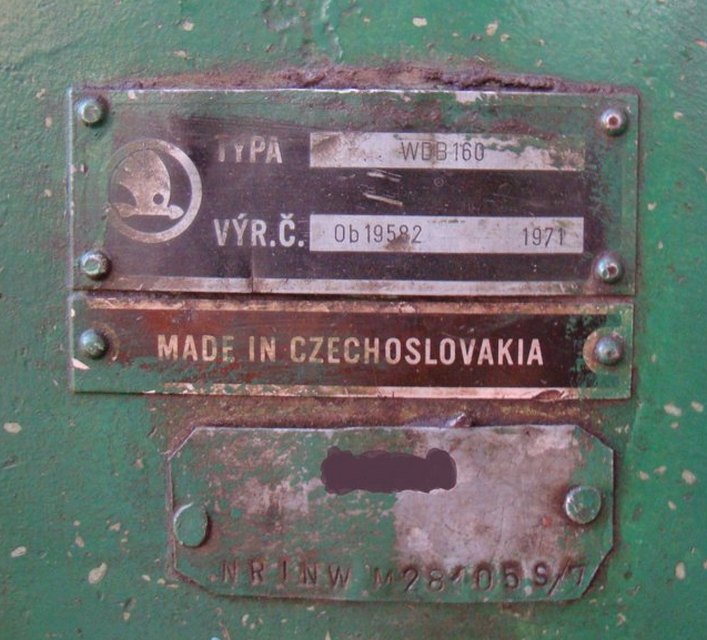 TYPA WDB160
VÝR.Č. Ob19582 1971
MADE IN CZECHOSLOVAKIA
NRINW M28405S/7